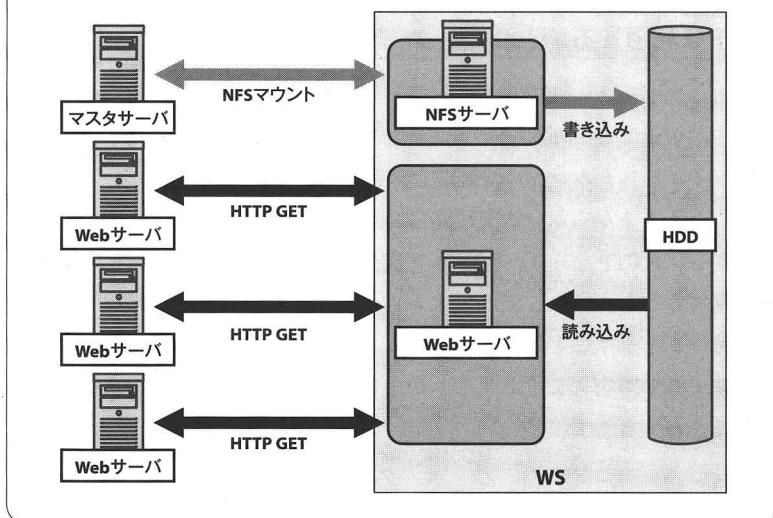 マスタサーバ
NFSマウント
NFSサーバ
書き込み
Webサーバ
HTTP GET
HDD
Webサーバ
HTTP GET
Webサーバ
読み込み
Webサーバ
HTTP GET
WS